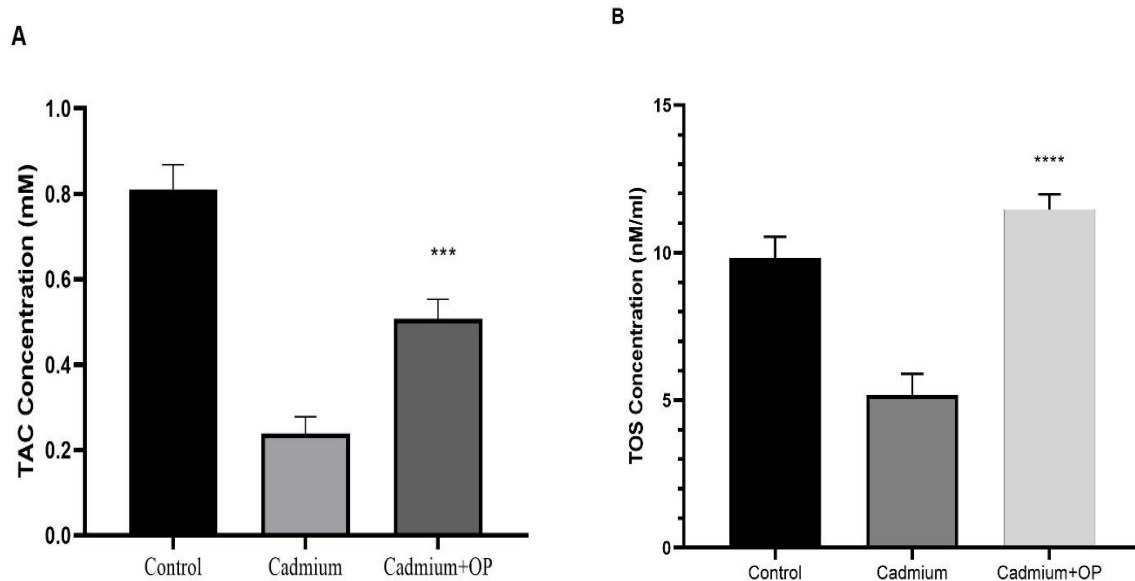 A
TAC Concentration (mM)
1.0
0.8
0.6
0.4
0.2
0.0
***
Control Cadmium Cadmium+OP
B
TOS Concentration (nM/ml)
15
10
5
0
****
Control Cadmium Cadmium+OP